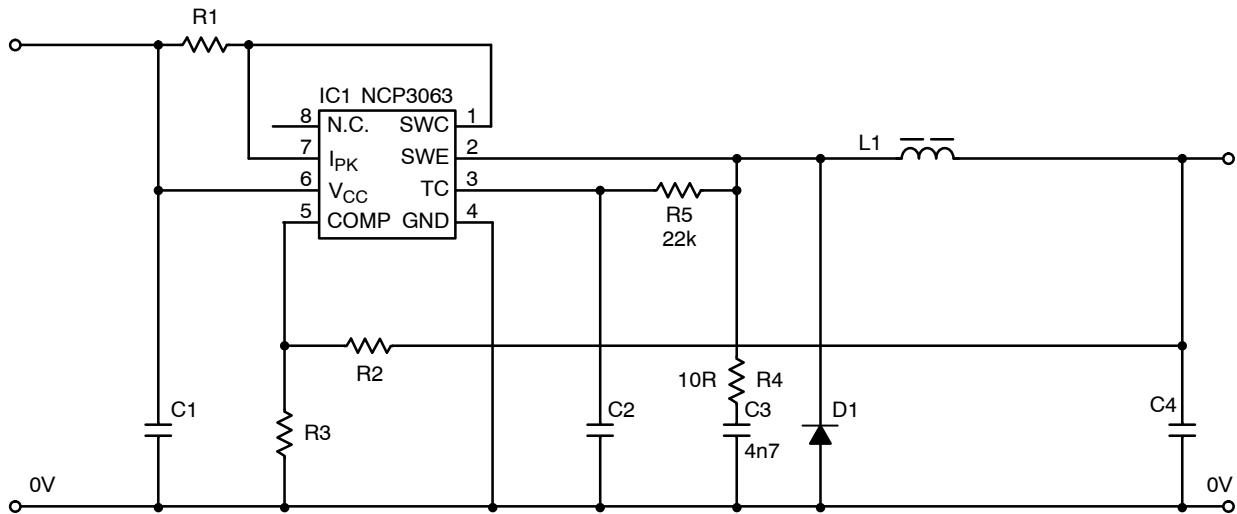 R1
IC1 NCP3063
8 N.C. SWC 1
7 IPK SWE 2
6 VCC TC 3
5 COMP GND 4
L1
R5
22k
R2
10R R4
C1
R3
C2
C3
4n7
D1
C4
0V
0V